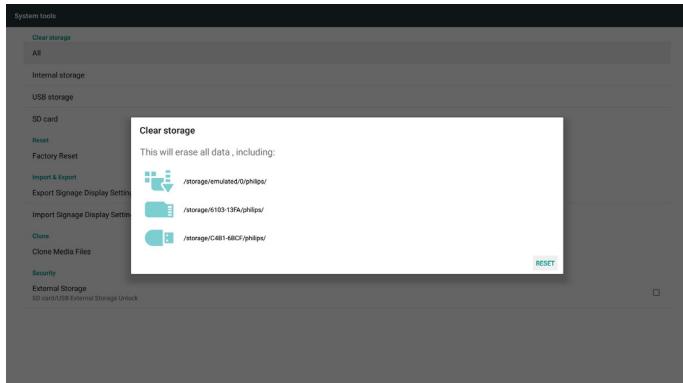 System tools
Clear storage
All
Internal storage
USB storage
SD card
Reset
Factory Reset
Import & Export
Export Signage Display Setting
Import Signage Display Settin
Clone
Clone Media Files
Security
External Storage
SD card/USB External Storage Unlock
Clear storage
This will erase all data , including:
/storage/emulated/0/philips/
/storage/6103-13FA/philips/
/storage/C4B1-68CF/philips/
RESET